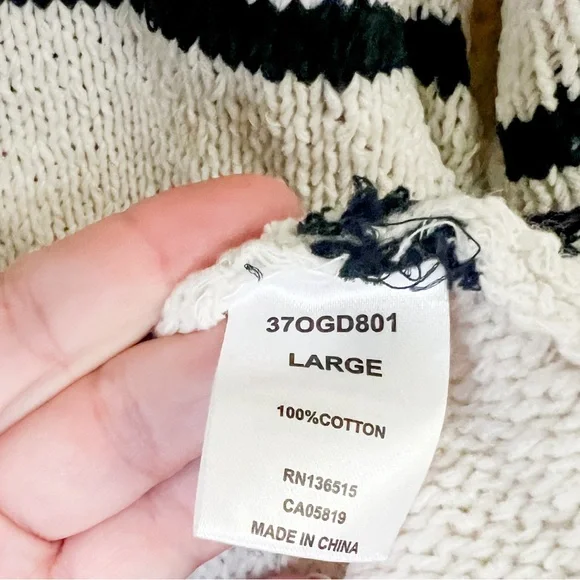 37OGD801
LARGE
100%COTTON
RN136515
CA05819
MADE IN CHINA